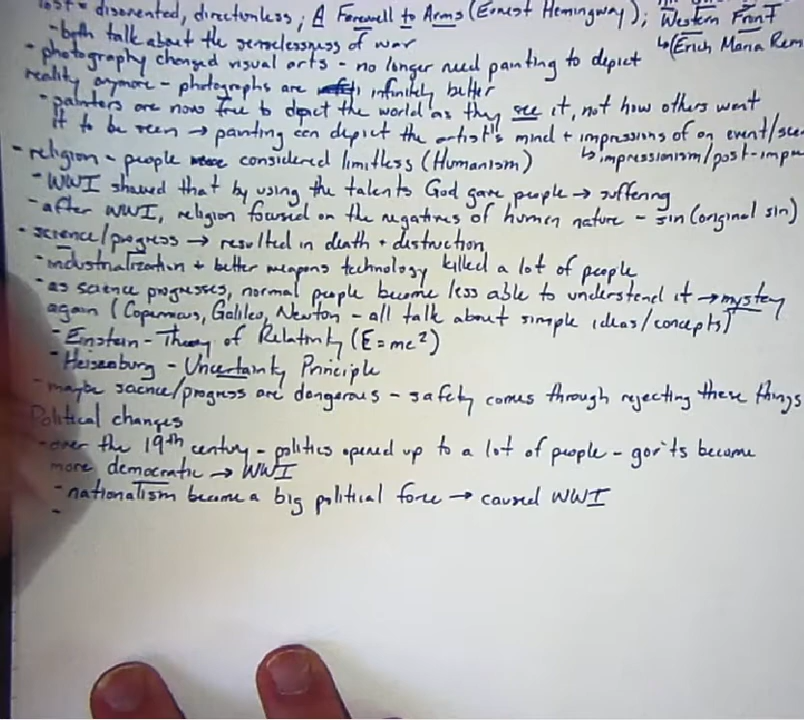 lost = disoriented, directionless; A Farewell to Arms (Ernest Hemingway); Western Front
- both talk about the senselessness of war ↳(Erich Maria Rem
- photography changed visual arts - no longer need painting to depict
reality anymore - photographs are infinitely better
- painters are now free to depict the world as they see it, not how others want
it to be seen → painting can depict the artist's mind + impressions of an event/
↳ impressionism/post-imp
- religion - people were considered limitless (Humanism)
- WWI showed that by using the talents God gave people → suffering
- after WWI, religion focused on the negatives of human nature - sin (original sin)
- science/progress → resulted in death + distruction
- industrialization + better weapons technology killed a lot of people
- as science progresses, normal people become less able to understand it → mystery
again (Copernicus, Galileo, Newton - all talk about simple ideas/concepts)
- Einstein - Theory of Relativity (E=mc²)
- Heisenburg - Uncertainty Principle
- maybe science/progress are dangerous - safety comes through rejecting these things
Political changes
- over the 19th century - politics opened up to a lot of people - gov'ts become
more democratic → WWI
- nationalism became a big political force → caused WWI
-